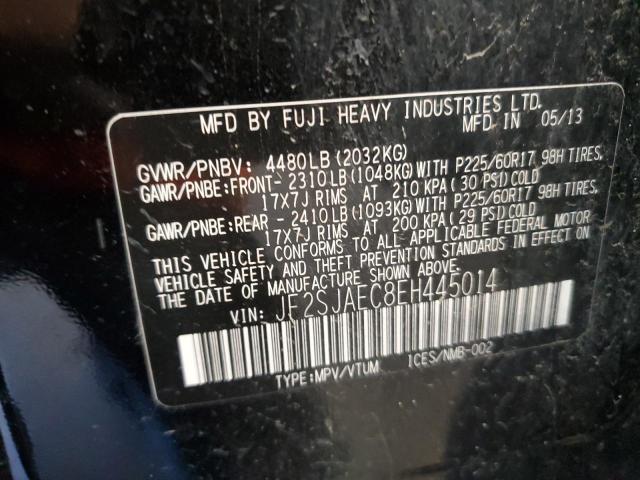 MFD BY FUJI HEAVY INDUSTRIES LTD.
MFD. IN 05/13
GVWR/PNBV: 4480LB(2032KG)
GAWR/PNBE:FRONT- 2310LB(1048KG)WITH P225/60R17 98H TIRES,
17X7J RIMS AT 210 KPA(30 PSI)COLD
GAWR/PNBE:REAR - 2410LB(1093KG)WITH P225/60R17 98H TIRES,
17X7J RIMS AT 200 KPA(29 PSI)COLD
THIS VEHICLE CONFORMS TO ALL APPLICABLE FEDERAL MOTOR
VEHICLE SAFETY AND THEFT PREVENTION STANDARDS IN EFFECT ON
THE DATE OF MANUFACTURE SHOWN ABOVE.
VIN: JF2SJAEC8EH445014
TYPE:MPV/VTUM ICES/NMB-002